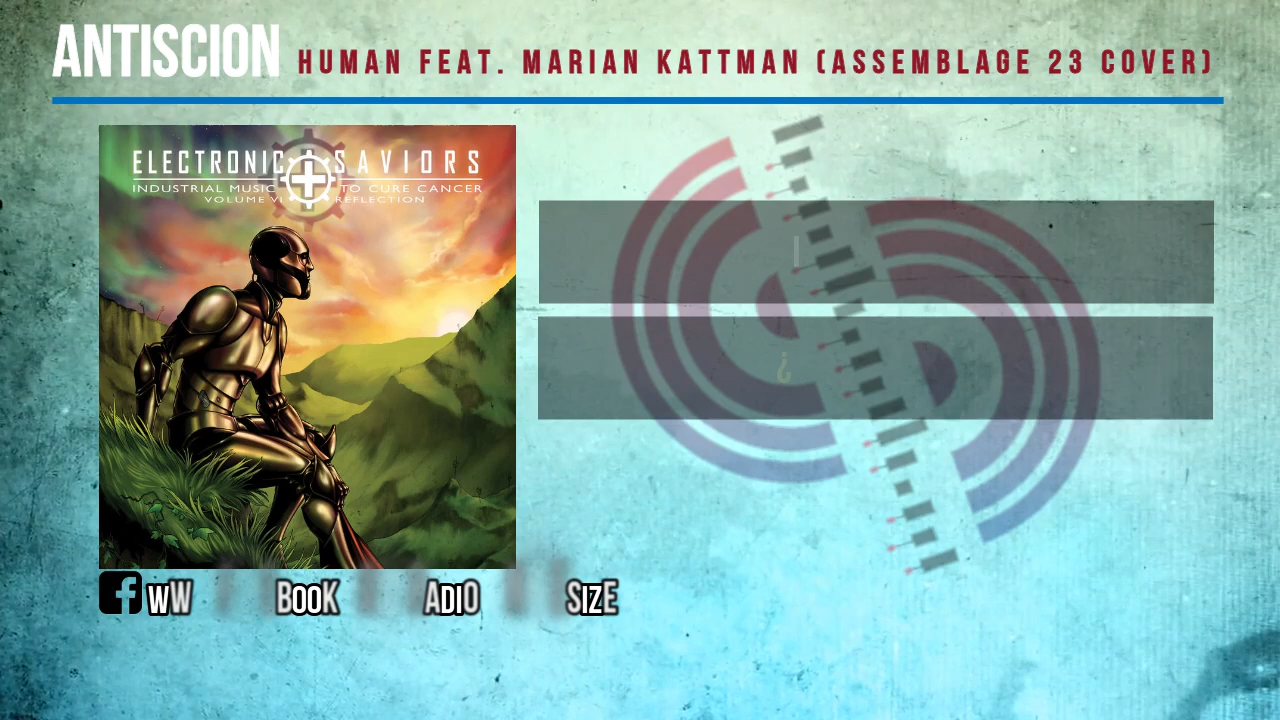 ANTISCION HUMAN FEAT. MARIAN KATTMAN (ASSEMBLAGE 23 COVER)
ELECTRONIC SAVIORS
INDUSTRIAL MUSIC TO CURE CANCER
VOLUME VI REFLECTION
I
¿
WW BOOK ADIO SIZE